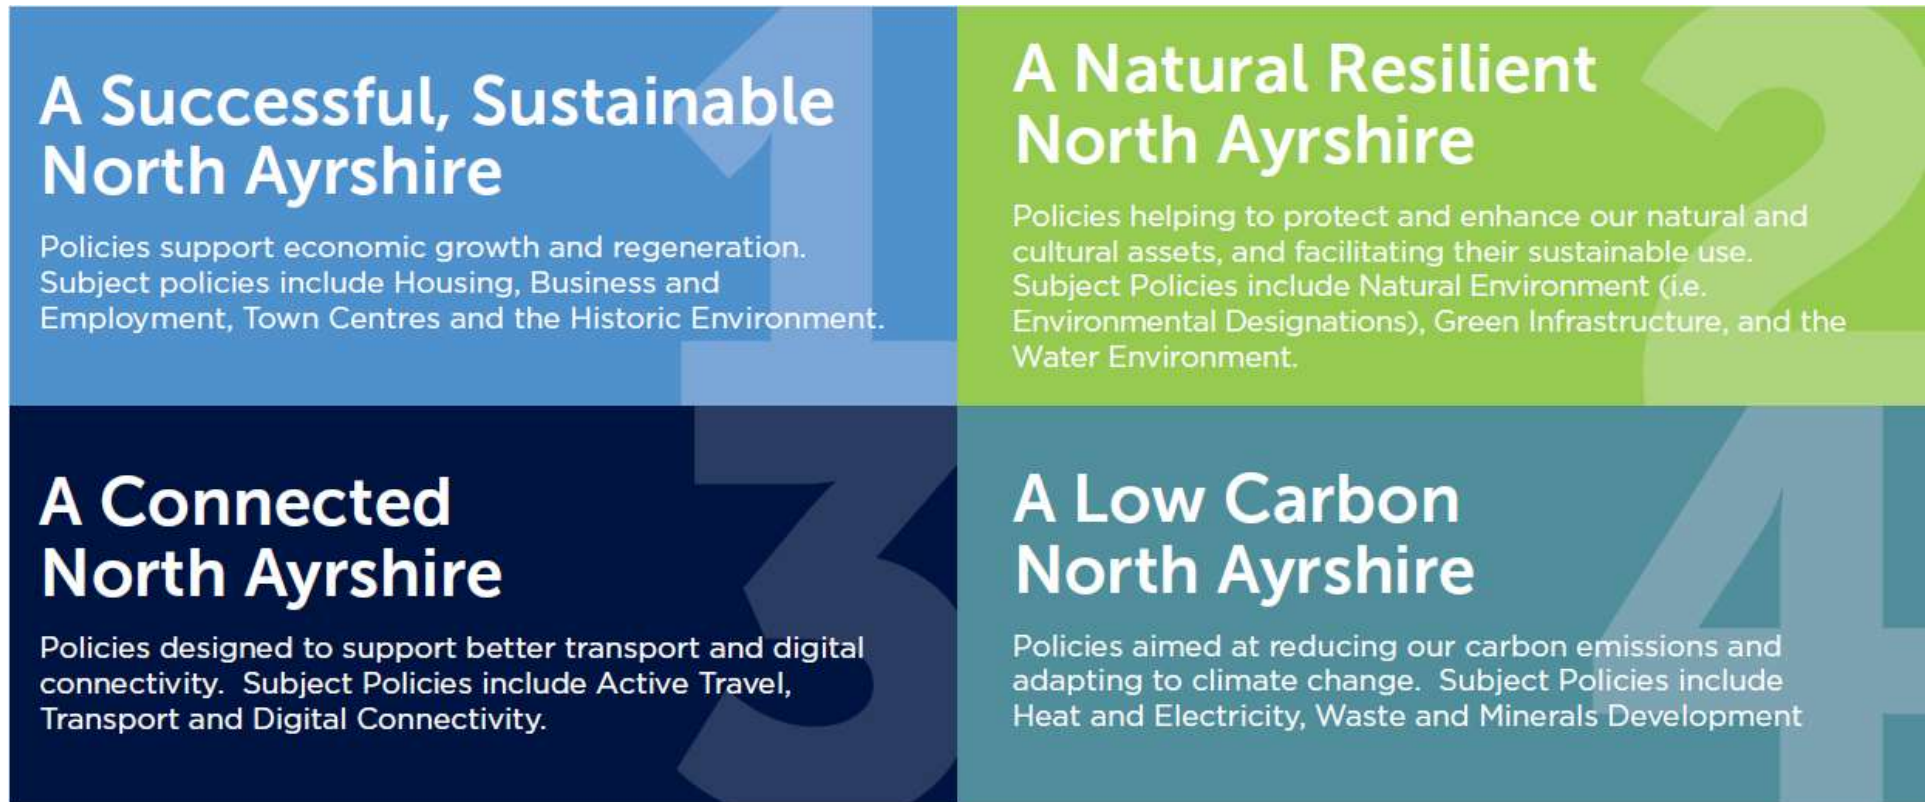 1
A Successful, Sustainable
North Ayrshire
Policies support economic growth and regeneration.
Subject policies include Housing, Business and
Employment, Town Centres and the Historic Environment.
2
A Natural Resilient
North Ayrshire
Policies helping to protect and enhance our natural and
cultural assets, and facilitating their sustainable use.
Subject Policies include Natural Environment (i.e.
Environmental Designations), Green Infrastructure, and the
Water Environment.
3
A Connected
North Ayrshire
Policies designed to support better transport and digital
connectivity.  Subject Policies include Active Travel,
Transport and Digital Connectivity.
4
A Low Carbon
North Ayrshire
Policies aimed at reducing our carbon emissions and
adapting to climate change.  Subject Policies include
Heat and Electricity, Waste and Minerals Development